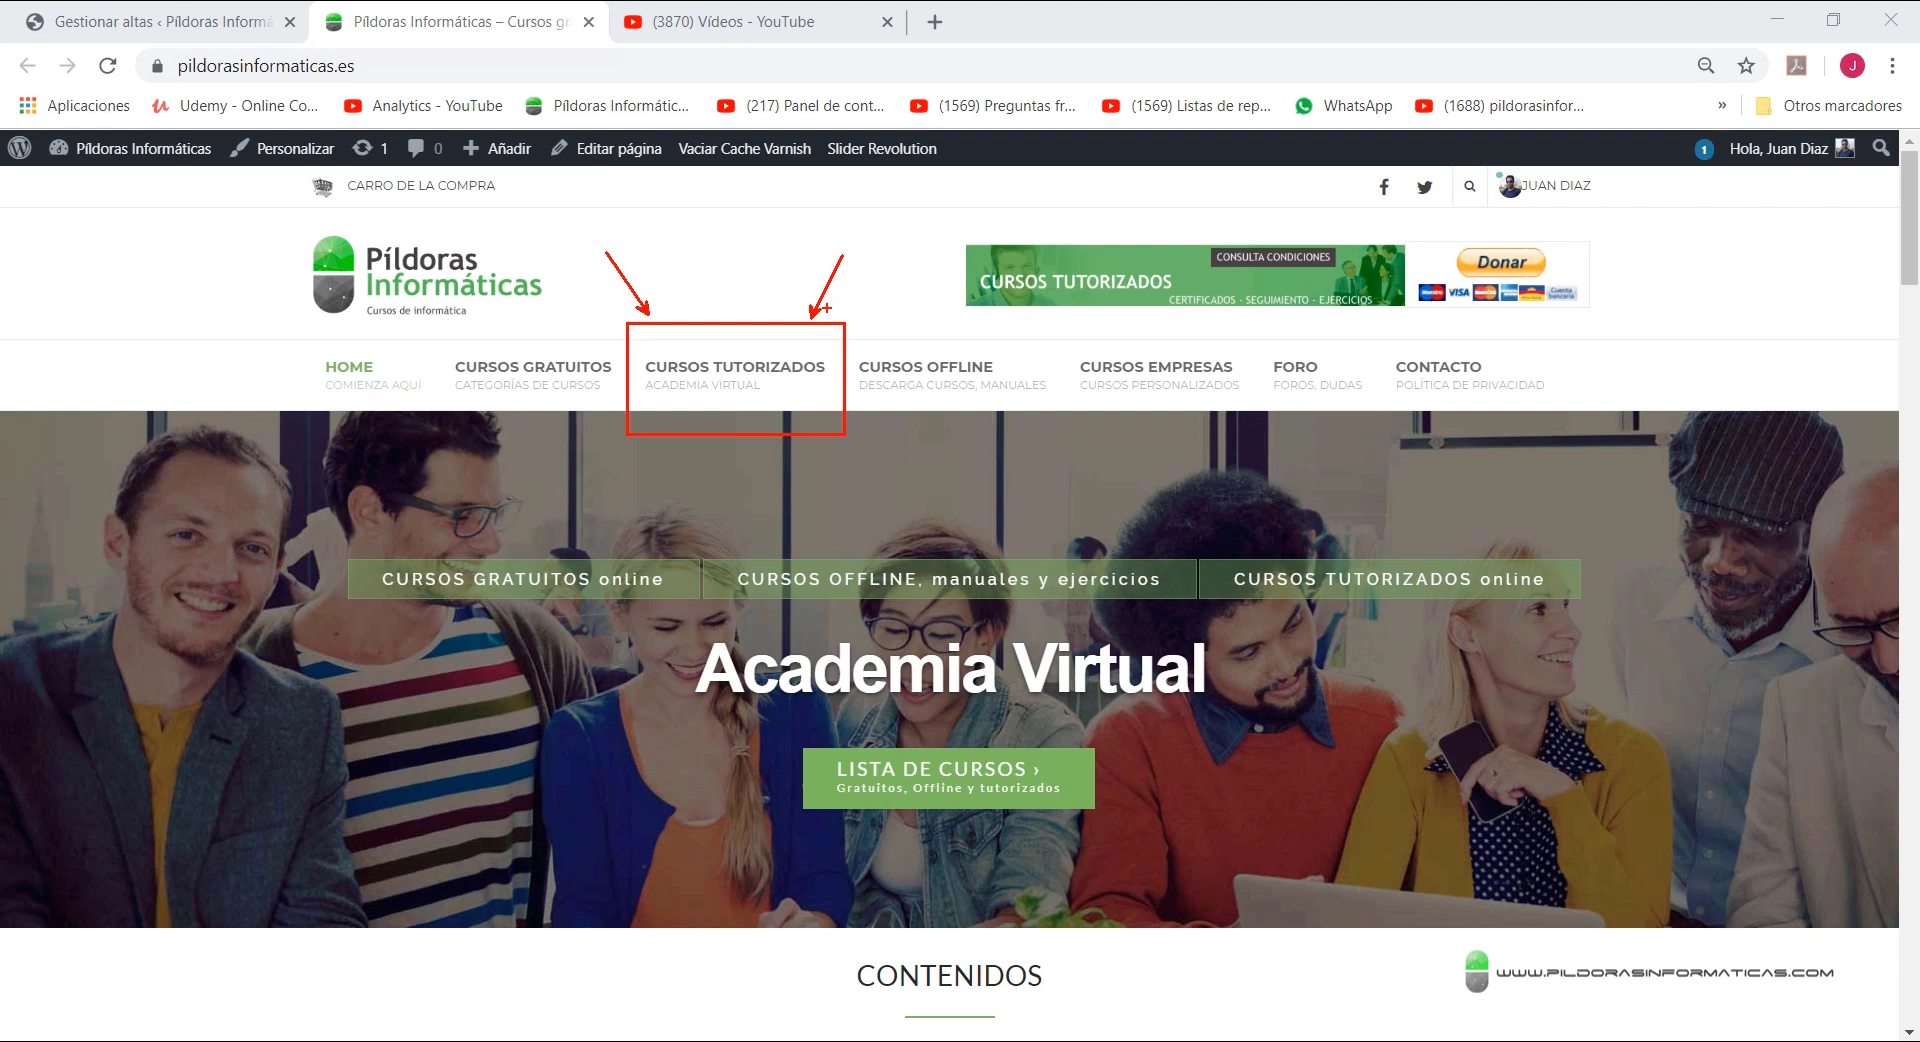 Gestionar altas ‹ Píldoras Informá
Píldoras Informáticas – Cursos gr
(3870) Vídeos - YouTube
pildorasinformaticas.es
J
Aplicaciones
Udemy - Online Co...
Analytics - YouTube
Píldoras Informátic...
(217) Panel de cont...
(1569) Preguntas fr...
(1569) Listas de rep...
WhatsApp
(1688) pildorasinfor...
»
Otros marcadores
Píldoras Informáticas
Personalizar
1
0
Añadir
Editar página
Vaciar Cache Varnish
Slider Revolution
1
Hola, Juan Diaz
CARRO DE LA COMPRA
JUAN DIAZ
Píldoras
Informáticas
Cursos de informática
CONSULTA CONDICIONES
CURSOS TUTORIZADOS
CERTIFICADOS - SEGUIMIENTO - EJERCICIOS
Donar
VISA
Cuenta
bancaria
HOME
COMIENZA AQUÍ
CURSOS GRATUITOS
CATEGORÍAS DE CURSOS
CURSOS TUTORIZADOS
ACADEMIA VIRTUAL
CURSOS OFFLINE
DESCARGA CURSOS, MANUALES
CURSOS EMPRESAS
CURSOS PERSONALIZADOS
FORO
FOROS, DUDAS
CONTACTO
POLÍTICA DE PRIVACIDAD
CURSOS GRATUITOS online
CURSOS OFFLINE, manuales y ejercicios
CURSOS TUTORIZADOS online
Academia Virtual
LISTA DE CURSOS ›
Gratuitos, Offline y tutorizados
CONTENIDOS
WWW.PILDORASINFORMATICAS.COM